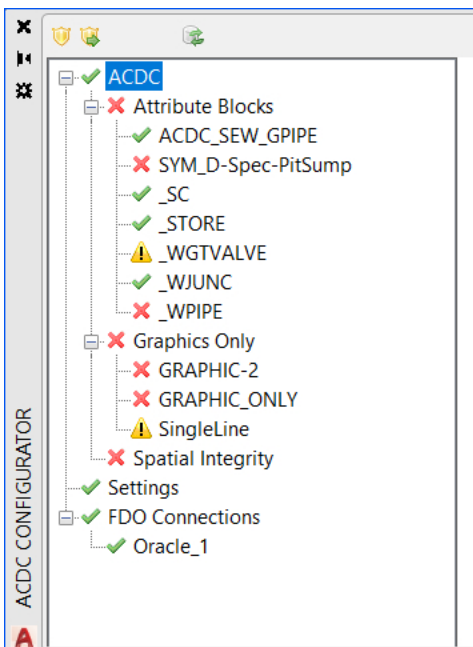 ACDC
Attribute Blocks
ACDC_SEW_GPIPE
SYM_D-Spec-PitSump
_SC
_STORE
_WGTVALVE
_WJUNC
_WPIPE
Graphics Only
GRAPHIC-2
GRAPHIC_ONLY
SingleLine
Spatial Integrity
Settings
FDO Connections
Oracle_1
ACDC CONFIGURATOR